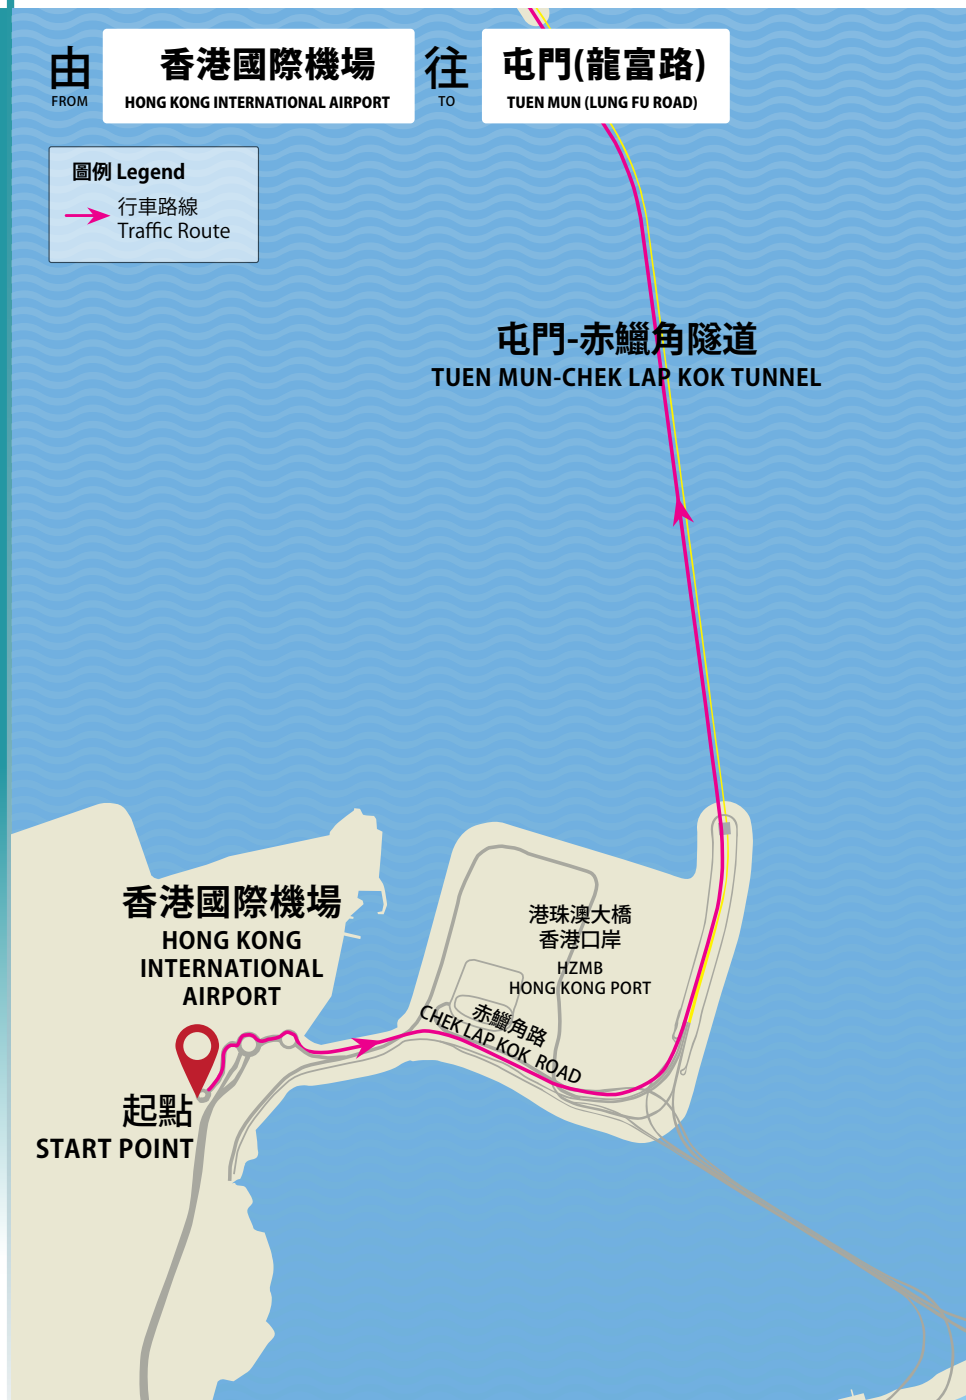 由
FROM
香港國際機場
HONG KONG INTERNATIONAL AIRPORT
往
TO
屯門(龍富路)
TUEN MUN (LUNG FU ROAD)
圖例 Legend
行車路線
Traffic Route
屯門-赤鱲角隧道
TUEN MUN-CHEK LAP KOK TUNNEL
香港國際機場
HONG KONG
INTERNATIONAL
AIRPORT
港珠澳大橋
香港口岸
HZMB
HONG KONG PORT
赤鱲角路
CHEK LAP KOK ROAD
起點
START POINT